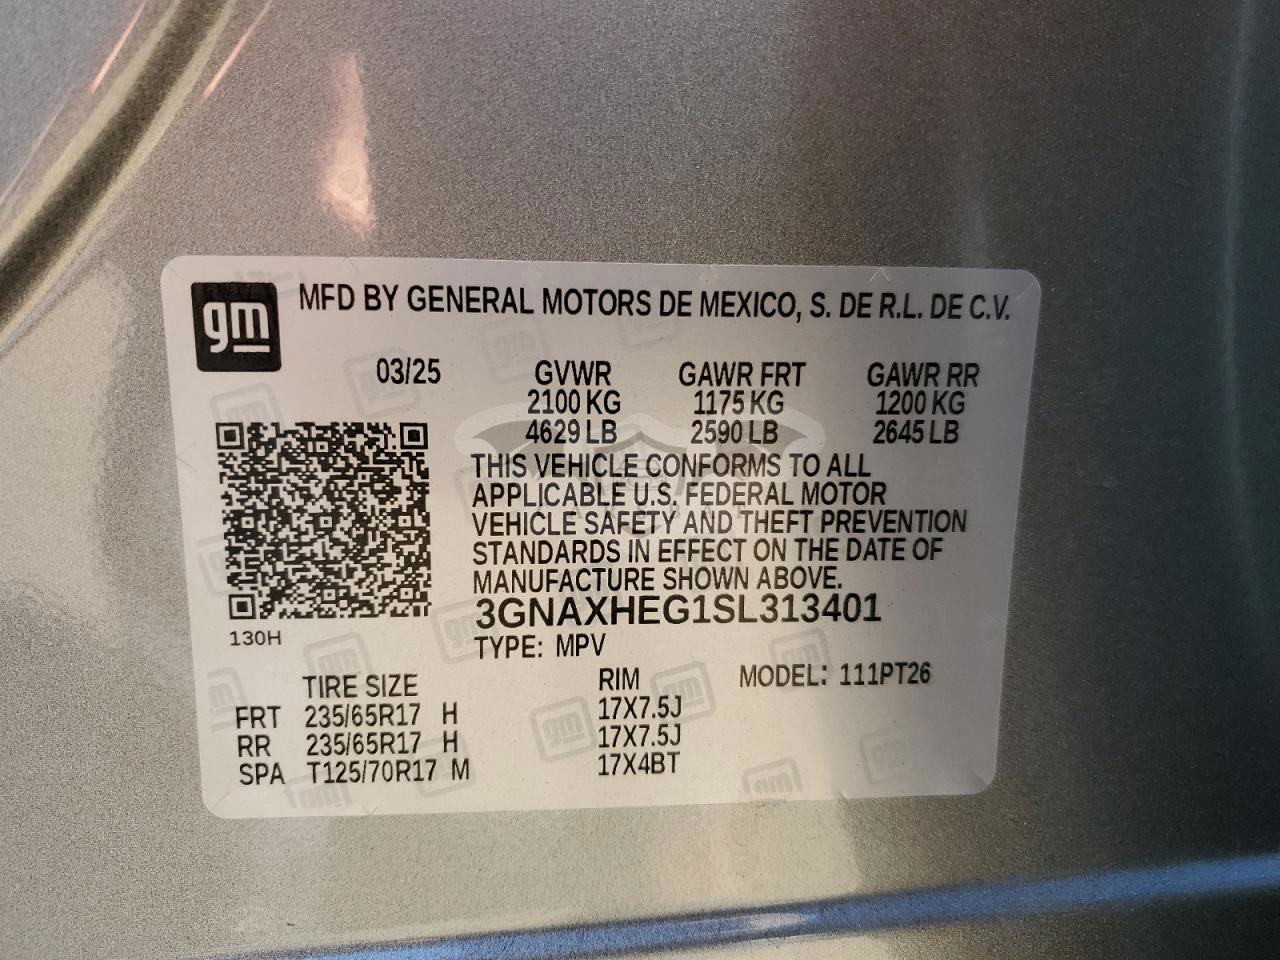 gm MFD BY GENERAL MOTORS DE MEXICO, S. DE R.L. DE C.V.
03/25 GVWR GAWR FRT GAWR RR
2100 KG 1175 KG 1200 KG
4629 LB 2590 LB 2645 LB
THIS VEHICLE CONFORMS TO ALL
APPLICABLE U.S. FEDERAL MOTOR
VEHICLE SAFETY AND THEFT PREVENTION
STANDARDS IN EFFECT ON THE DATE OF
MANUFACTURE SHOWN ABOVE.
3GNAXHEG1SL313401
130H
TYPE: MPV
TIRE SIZE RIM MODEL: 111PT26
FRT 235/65R17 H 17X7.5J
RR 235/65R17 H 17X7.5J
SPA T125/70R17 M 17X4BT